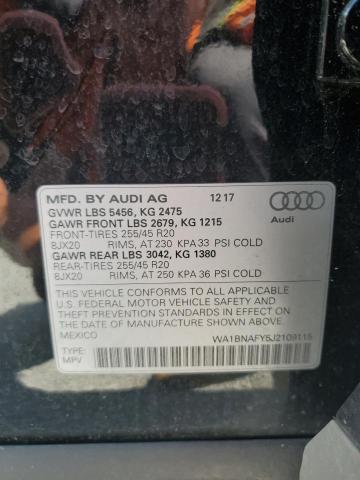 MFD. BY AUDI AG 12 17
GVWR LBS 5456, KG 2475
GAWR FRONT LBS 2679, KG 1215
FRONT-TIRES 255/45 R20
8JX20 RIMS, AT 230 KPA 33 PSI COLD
GAWR REAR LBS 3042, KG 1380
REAR-TIRES 255/45 R20
8JX20 RIMS, AT 250 KPA 36 PSI COLD
Audi
THIS VEHICLE CONFORMS TO ALL APPLICABLE
U.S. FEDERAL MOTOR VEHICLE SAFETY, BUMPER AND
THEFT PREVENTION STANDARDS IN EFFECT ON THE
DATE OF MANUFACTURE SHOWN ABOVE.
MEXICO WA1BNAFY5J2109115
TYPE:
MPV